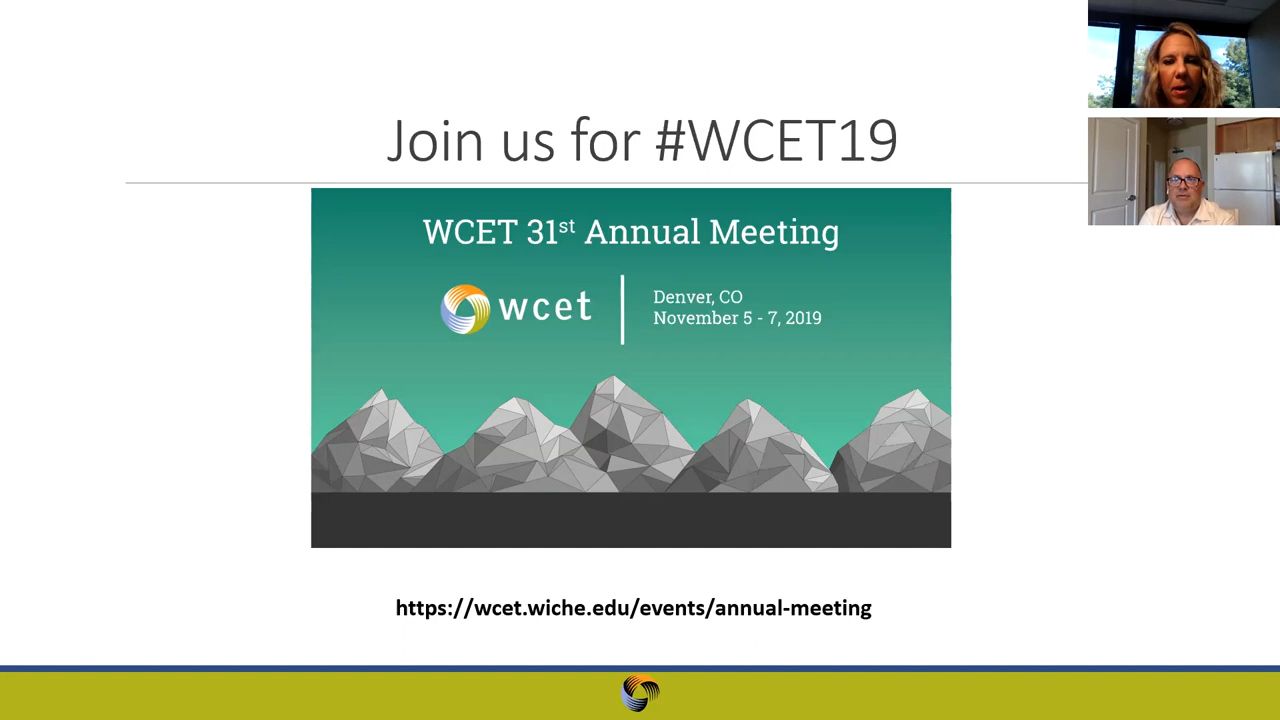 Join us for #WCET19
WCET 31st Annual Meeting
wcet
Denver, CO
November 5 - 7, 2019
https://wcet.wiche.edu/events/annual-meeting